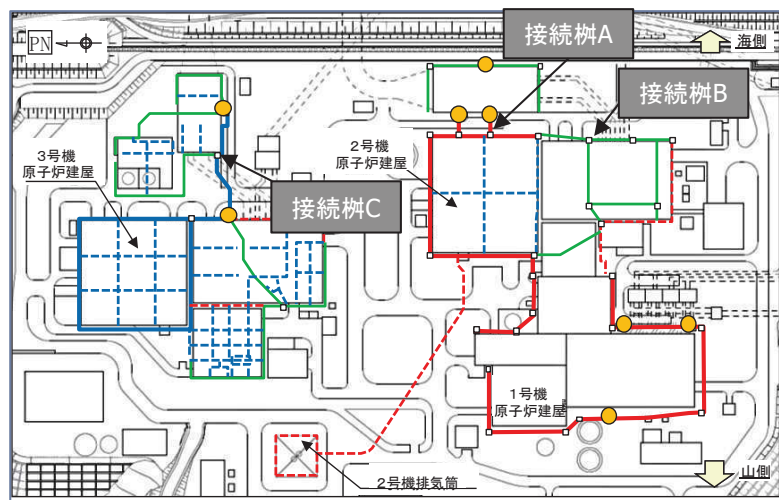 PN
接続桝A
海側
接続桝B
3号機
原子炉建屋
2号機
原子炉建屋
接続桝C
1号機
原子炉建屋
2号機排気筒
山側